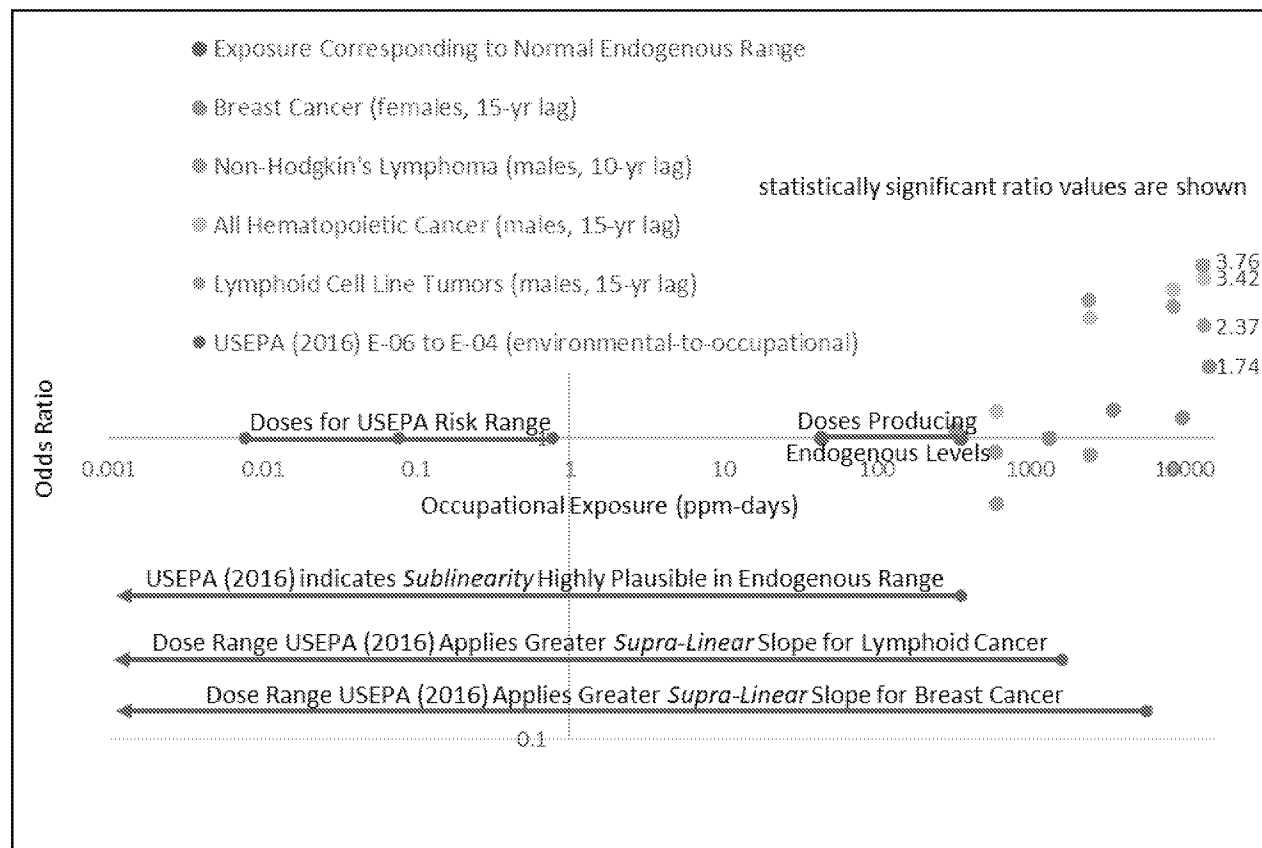 Exposure Corresponding to Normal Endogenous Range
Breast Cancer (females, 15-yr lag)
Non-Hodgkin's Lymphoma (males, 10-yr lag)
statistically significant ratio values are shown
All Hematopoietic Cancer (males, 15-yr lag)
3.76
3.42
Lymphoid Cell Line Tumors (males, 15-yr lag)
2.37
USEPA (2016) E-06 to E-04 (environmental-to-occupational)
1.74
Odds Ratio
Doses for USEPA Risk Range
Doses Producing
1
Endogenous Levels
0.001 0.01 0.1 1 10 100 1000 10000
Occupational Exposure (ppm-days)
USEPA (2016) indicates Sublinearity Highly Plausible in Endogenous Range
Dose Range USEPA (2016) Applies Greater Supra-Linear Slope for Lymphoid Cancer
Dose Range USEPA (2016) Applies Greater Supra-Linear Slope for Breast Cancer
0.1